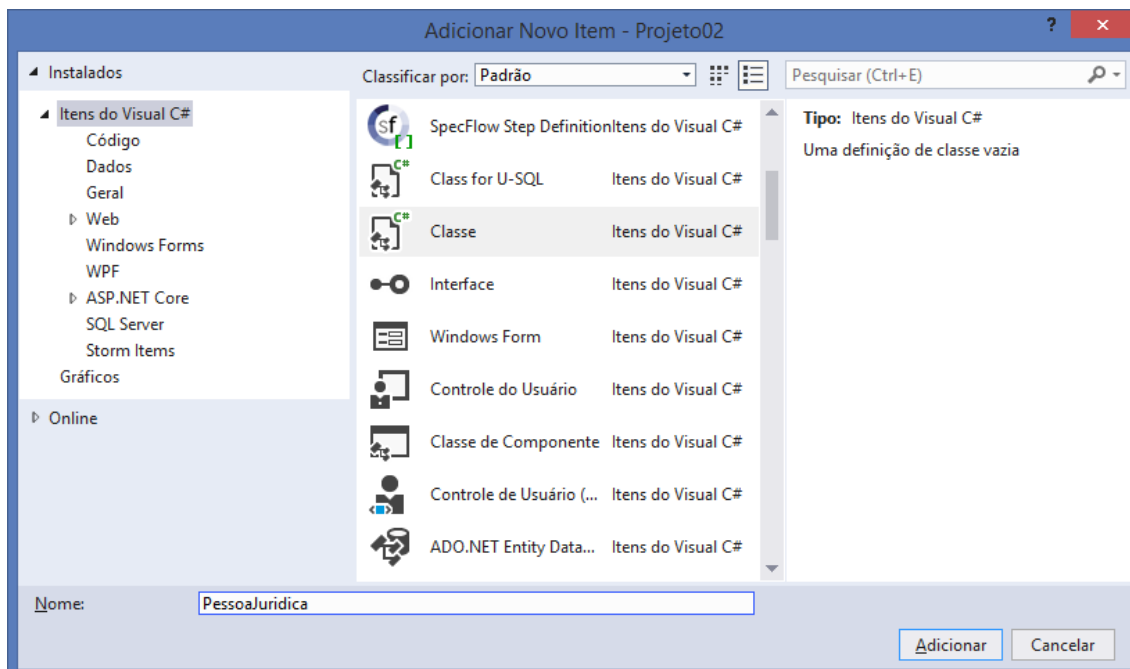 Adicionar Novo Item - Projeto02
?
×
Instalados
Classificar por: Padrão
Pesquisar (Ctrl+E)
Itens do Visual C#
Código
Dados
Geral
Web
Windows Forms
WPF
ASP.NET Core
SQL Server
Storm Items
Gráficos
Online
sf
[ ]
SpecFlow Step DefinitionItens do Visual C#
C#
Class for U-SQL Itens do Visual C#
C#
Classe Itens do Visual C#
Interface Itens do Visual C#
Windows Form Itens do Visual C#
Controle do Usuário Itens do Visual C#
Classe de Componente Itens do Visual C#
Controle de Usuário (... Itens do Visual C#
ADO.NET Entity Data... Itens do Visual C#
Tipo: Itens do Visual C#
Uma definição de classe vazia
Nome: PessoaJuridica
Adicionar Cancelar